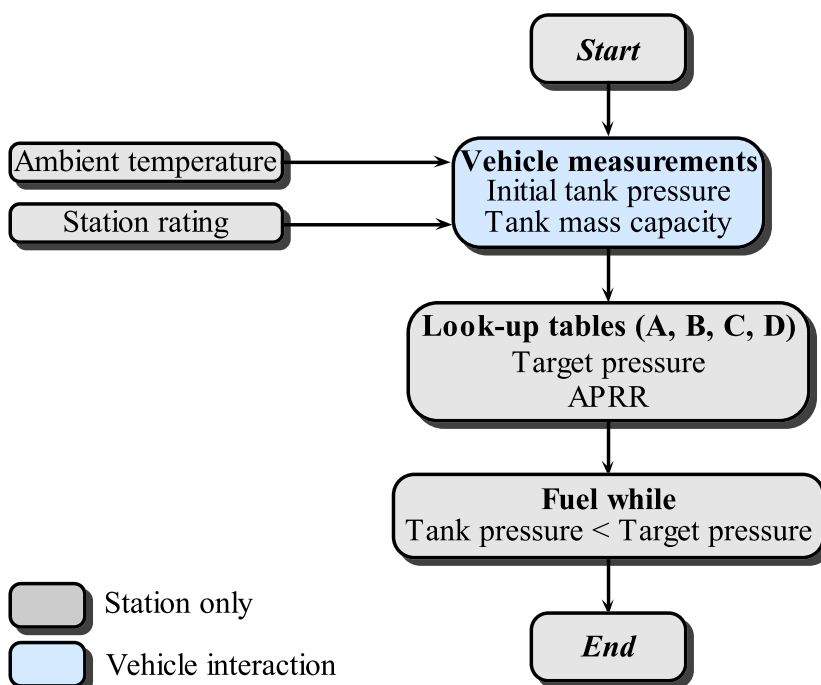 Start
Ambient temperature
Station rating
Vehicle measurements
Initial tank pressure
Tank mass capacity
Look-up tables (A, B, C, D)
Target pressure
APRR
Fuel while
Tank pressure < Target pressure
End
Station only
Vehicle interaction